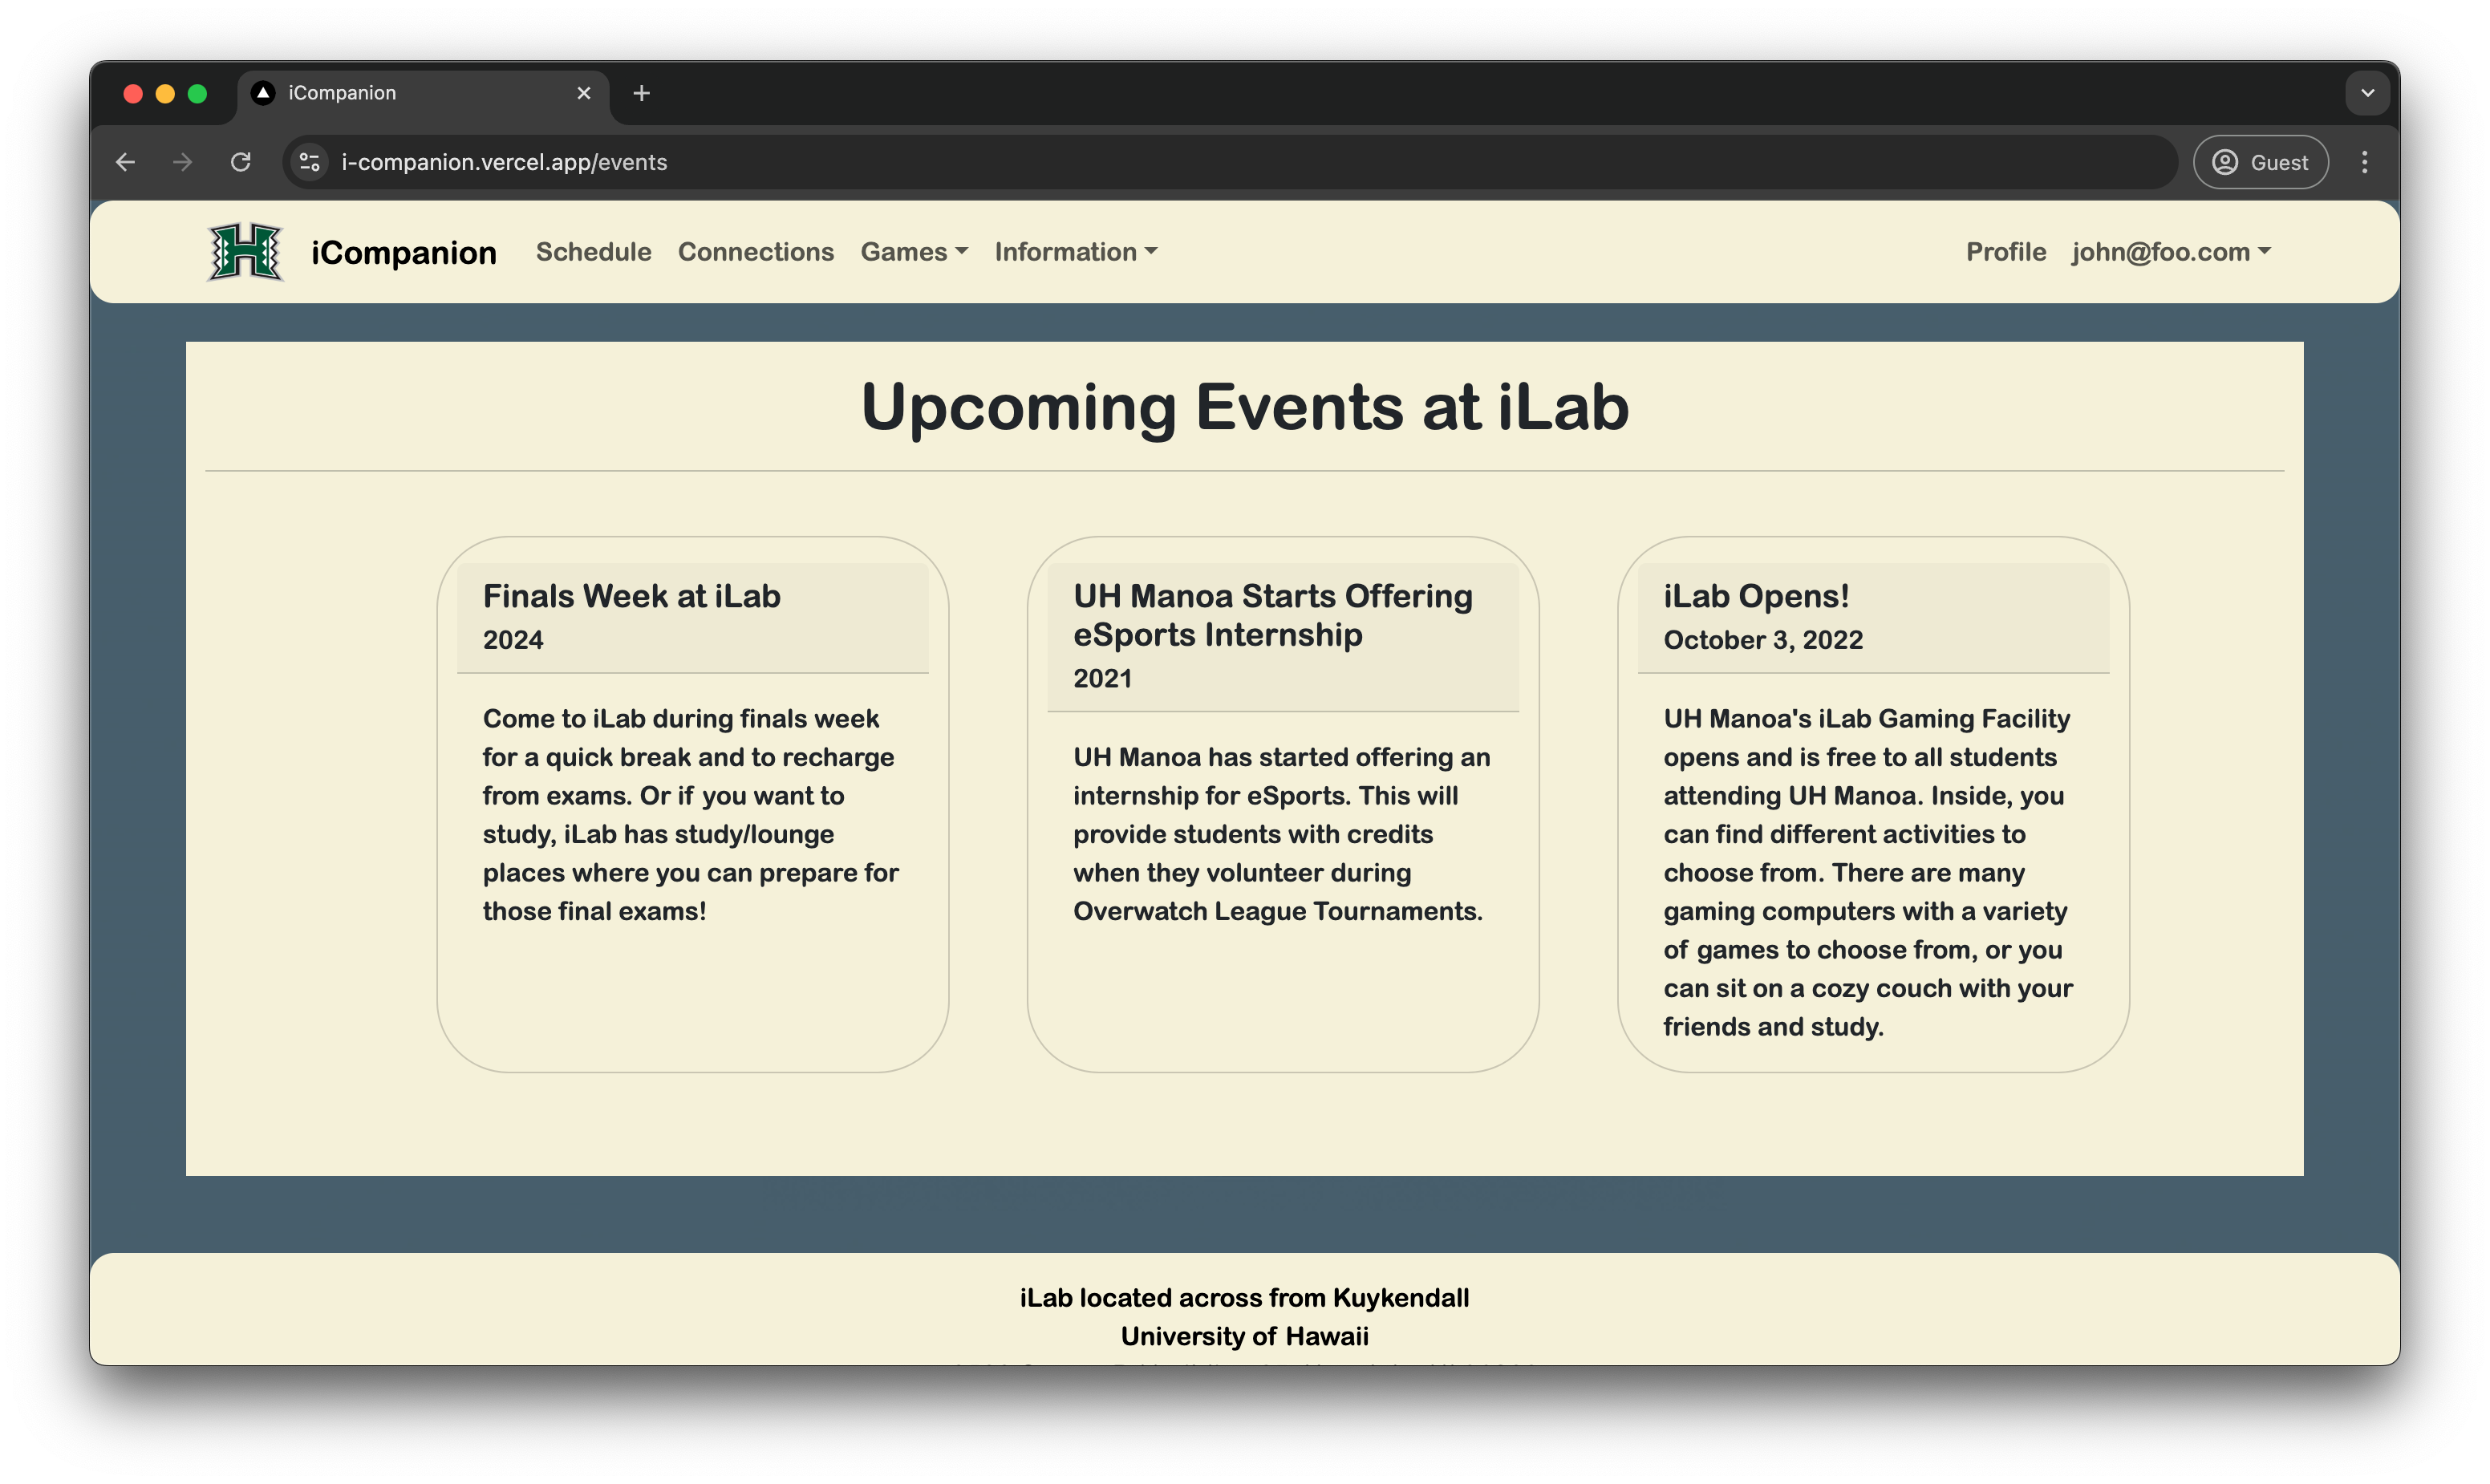 iCompanion
i-companion.vercel.app/events
Guest
H
iCompanion Schedule Connections Games Information Profile john@foo.com
Upcoming Events at iLab
Finals Week at iLab
2024
Come to iLab during finals week
for a quick break and to recharge
from exams. Or if you want to
study, iLab has study/lounge
places where you can prepare for
those final exams!
UH Manoa Starts Offering
eSports Internship
2021
UH Manoa has started offering an
internship for eSports. This will
provide students with credits
when they volunteer during
Overwatch League Tournaments.
iLab Opens!
October 3, 2022
UH Manoa's iLab Gaming Facility
opens and is free to all students
attending UH Manoa. Inside, you
can find different activities to
choose from. There are many
gaming computers with a variety
of games to choose from, or you
can sit on a cozy couch with your
friends and study.
iLab located across from Kuykendall
University of Hawaii